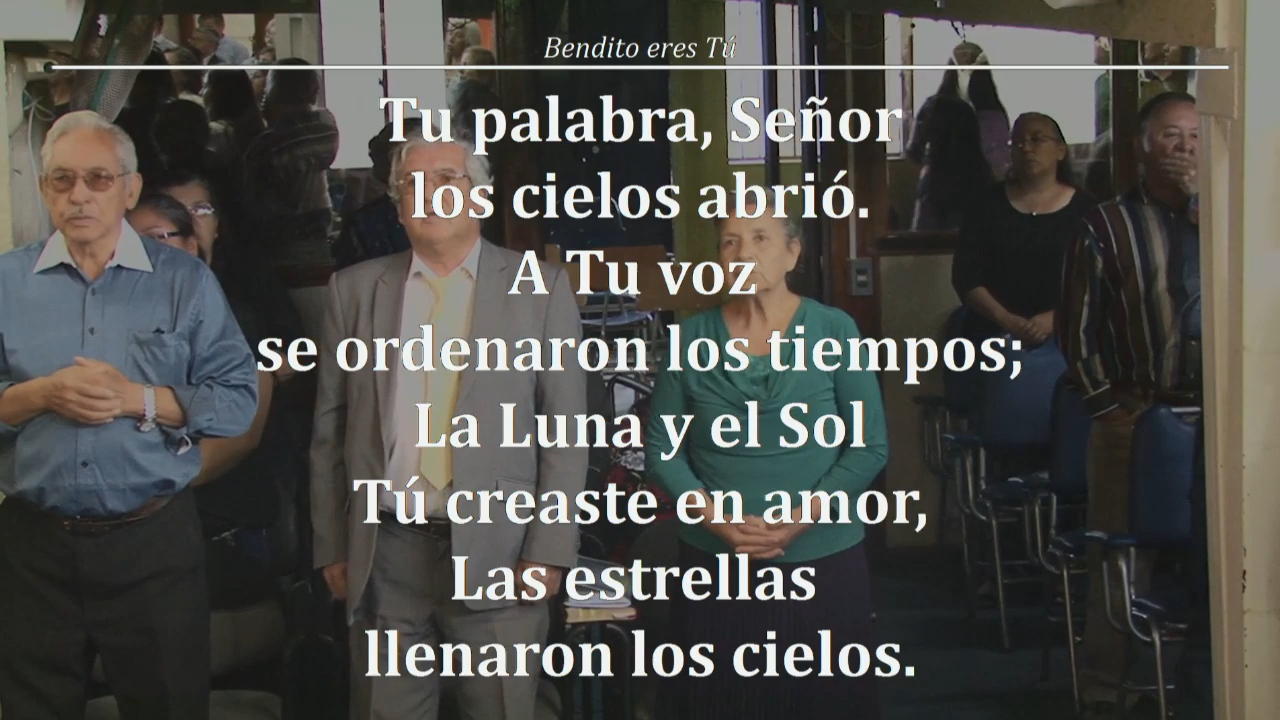 Bendito eres Tú
Tu palabra, Señor
los cielos abrió.
A Tu voz
se ordenaron los tiempos;
La Luna y el Sol
Tú creaste en amor,
Las estrellas
llenaron los cielos.